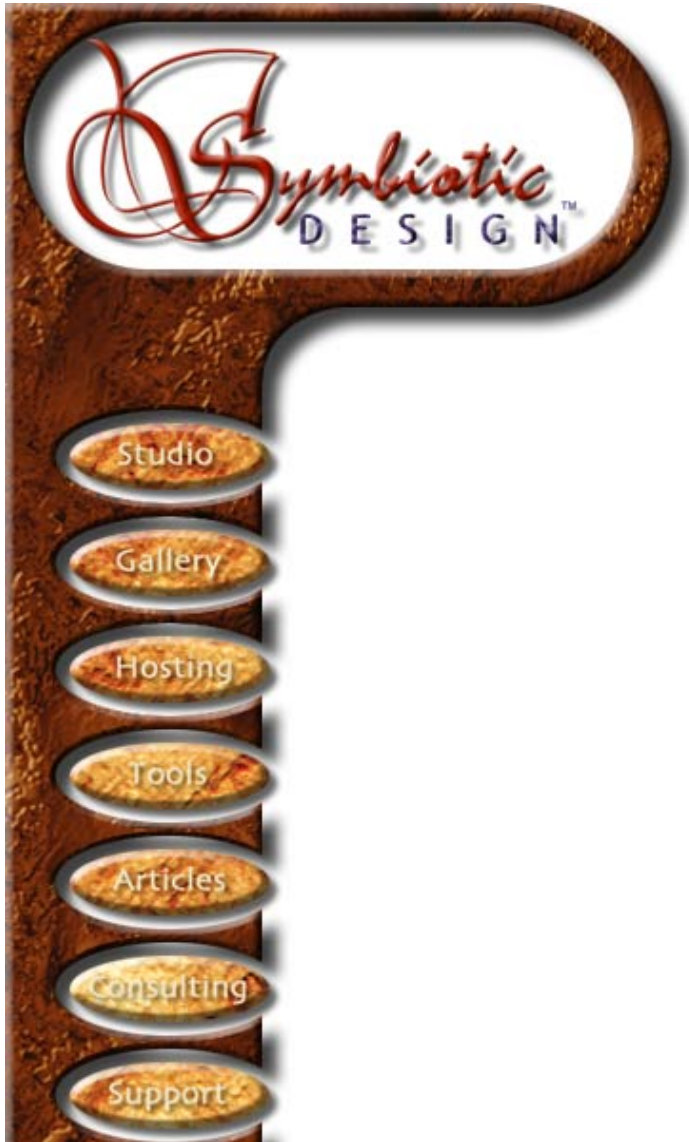 Symbiotic
DESIGN™
Studio
Gallery
Hosting
Tools
Articles
Consulting
Support